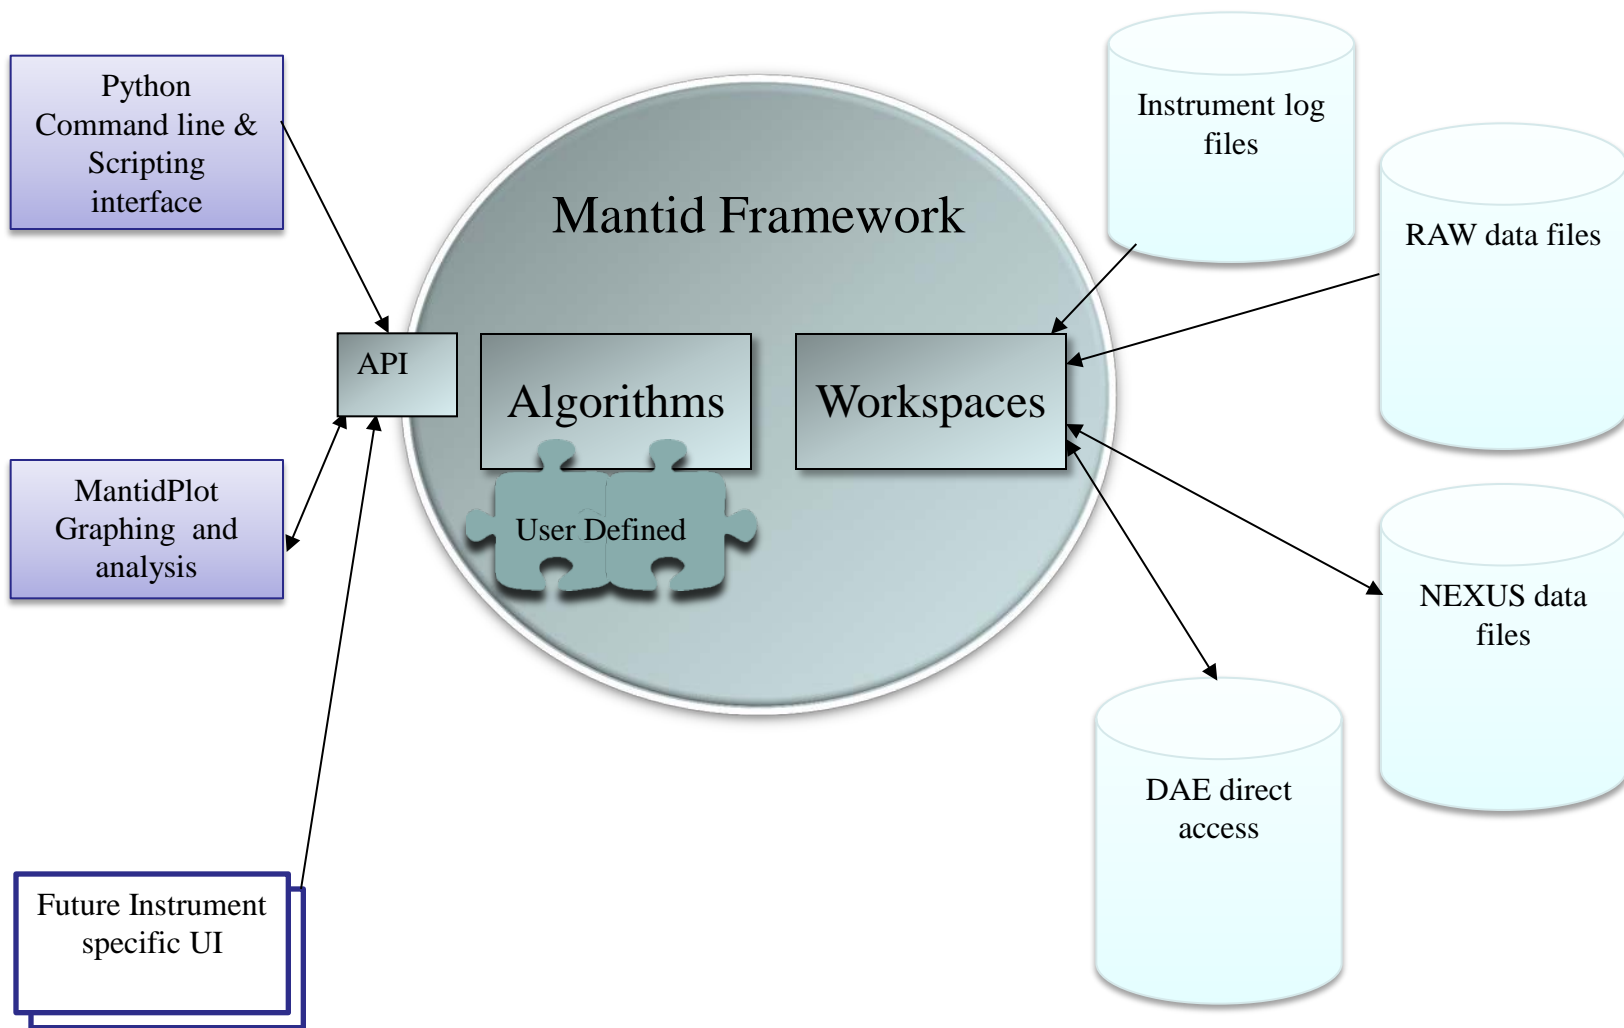 Python
Command line &
Scripting
interface
MantidPlot
Graphing and
analysis
Future Instrument
specific UI
Mantid Framework
API
Algorithms
Workspaces
User Defined
Instrument log
files
RAW data files
NEXUS data
files
DAE direct
access